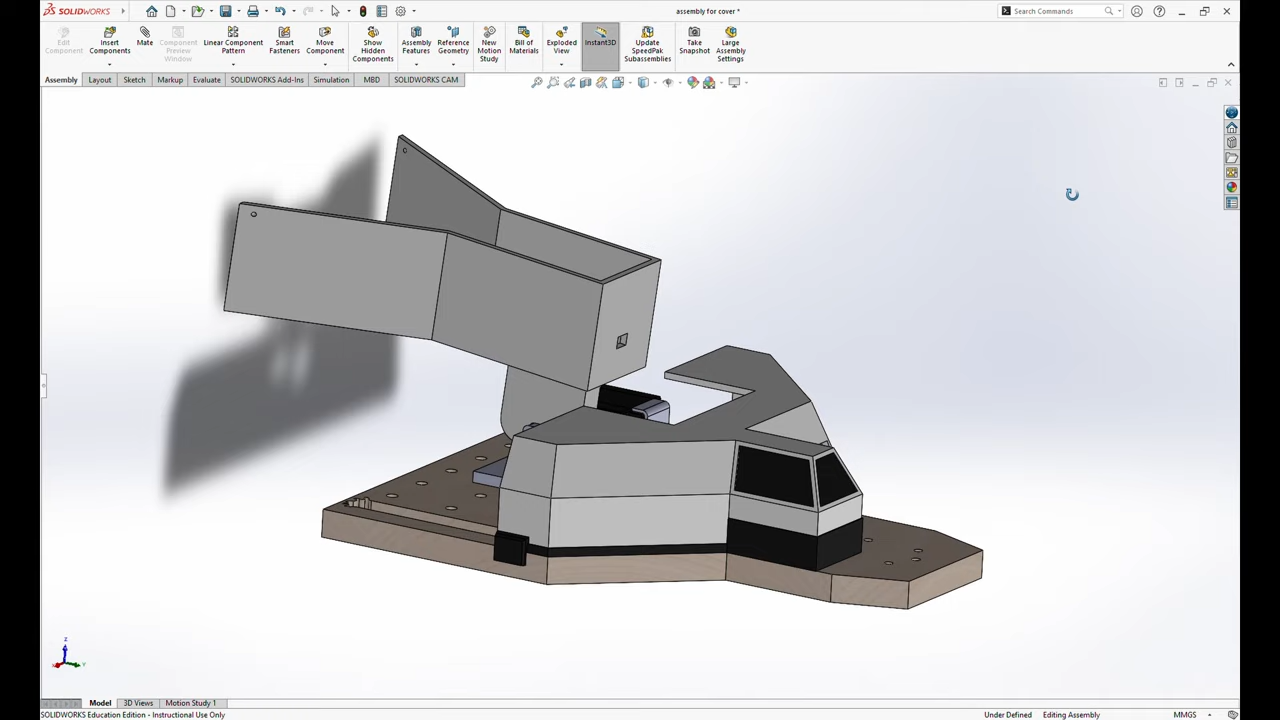 SOLIDWORKS
assembly for cover *
Search Commands
Edit Component
Insert Components
Mate
Component Preview Window
Linear Component Pattern
Smart Fasteners
Move Component
Show Hidden Components
Assembly Features
Reference Geometry
New Motion Study
Bill of Materials
Exploded View
Instant3D
Update SpeedPak Subassemblies
Take Snapshot
Large Assembly Settings
Assembly
Layout
Sketch
Markup
Evaluate
SOLIDWORKS Add-Ins
Simulation
MBD
SOLIDWORKS CAM
Z
X
Y
Model
3D Views
Motion Study 1
SOLIDWORKS Education Edition - Instructional Use Only
Under Defined
Editing Assembly
MMGS